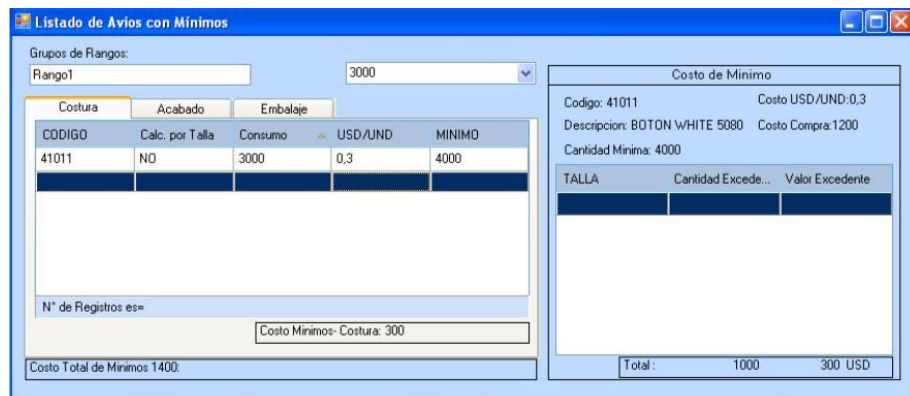 Listado de Avios con Mínimos
Grupos de Rangos:
Rango1 3000
Costura Acabado Embalaje
CODIGO Calc. por Talla Consumo USD/UND MINIMO
41011 NO 3000 0,3 4000
N° de Registros es=
Costo Minimos- Costura: 300
Costo Total de Minimos 1400:
Costo de Minimo
Codigo: 41011 Costo USD/UND:0,3
Descripcion: BOTON WHITE 5080 Costo Compra:1200
Cantidad Minima: 4000
TALLA Cantidad Excede... Valor Excedente
Total : 1000 300 USD